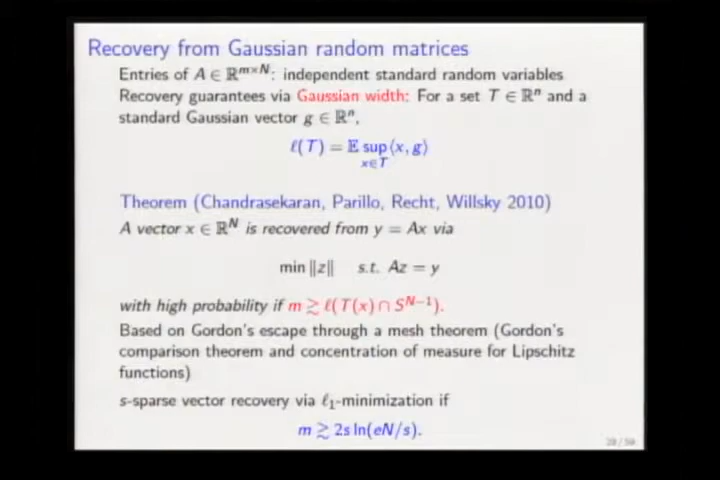 Recovery from Gaussian random matrices
Entries of A ∈ ℝ^{m×N}: independent standard random variables
Recovery guarantees via Gaussian width: For a set T ∈ ℝ^n and a
standard Gaussian vector g ∈ ℝ^n,
ℓ(T) = 𝔼 sup_{x∈T} ⟨x, g⟩
Theorem (Chandrasekaran, Parillo, Recht, Willsky 2010)
A vector x ∈ ℝ^N is recovered from y = Ax via
min ‖z‖ s.t. Az = y
with high probability if m ≳ ℓ(T(x) ∩ S^{N−1}).
Based on Gordon's escape through a mesh theorem (Gordon's
comparison theorem and concentration of measure for Lipschitz
functions)
s-sparse vector recovery via ℓ₁-minimization if
m ≳ 2s ln(eN/s).